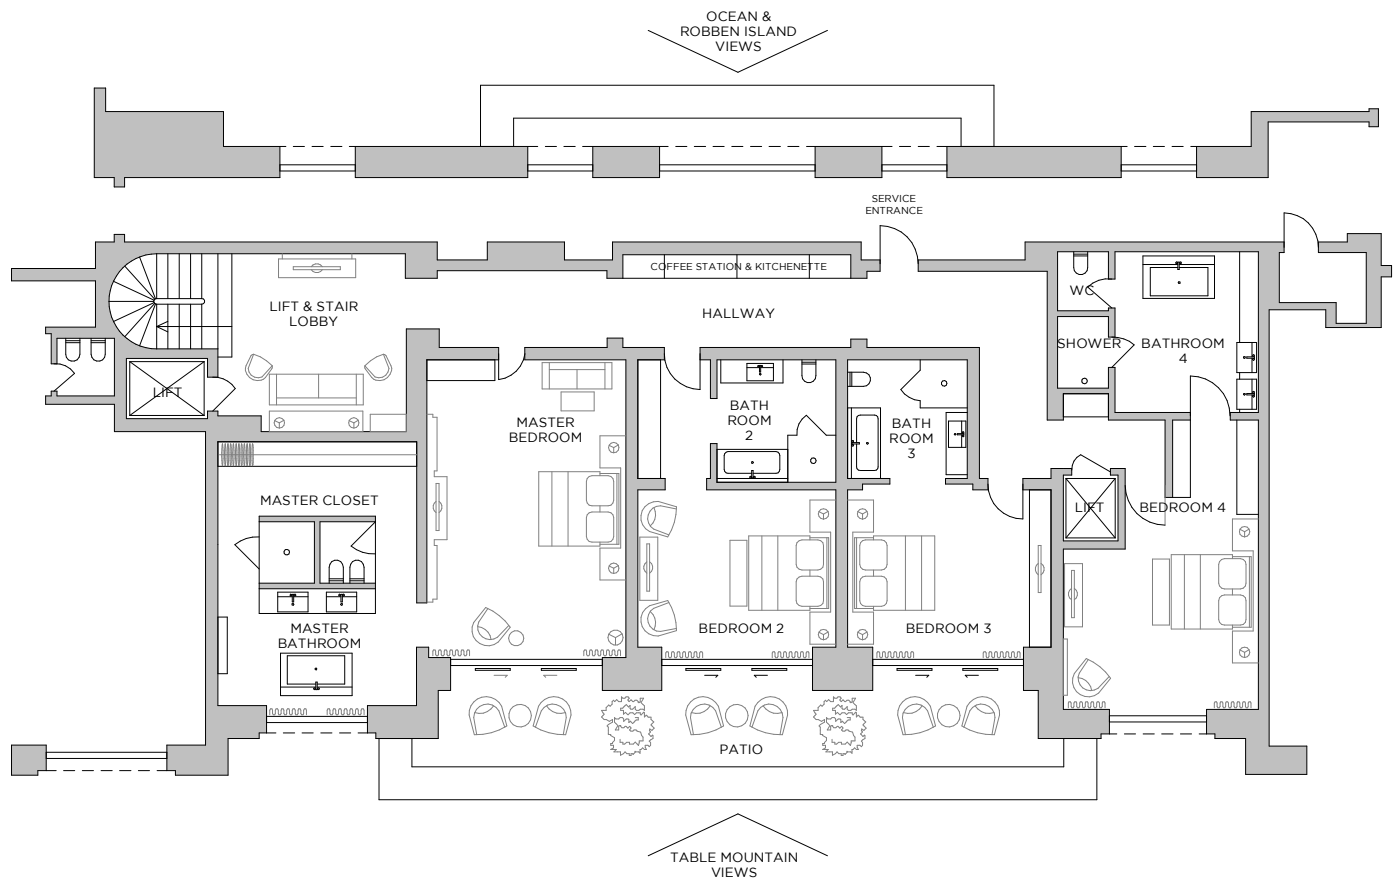 OCEAN &
ROBBEN ISLAND
VIEWS
SERVICE
ENTRANCE
COFFEE STATION & KITCHENETTE
LIFT & STAIR
LOBBY
HALLWAY
WC
SHOWER
BATHROOM
4
LIFT
MASTER
BEDROOM
BATH
ROOM
2
BATH
ROOM
3
MASTER CLOSET
LIFT
BEDROOM 4
MASTER
BATHROOM
BEDROOM 2
BEDROOM 3
PATIO
TABLE MOUNTAIN
VIEWS